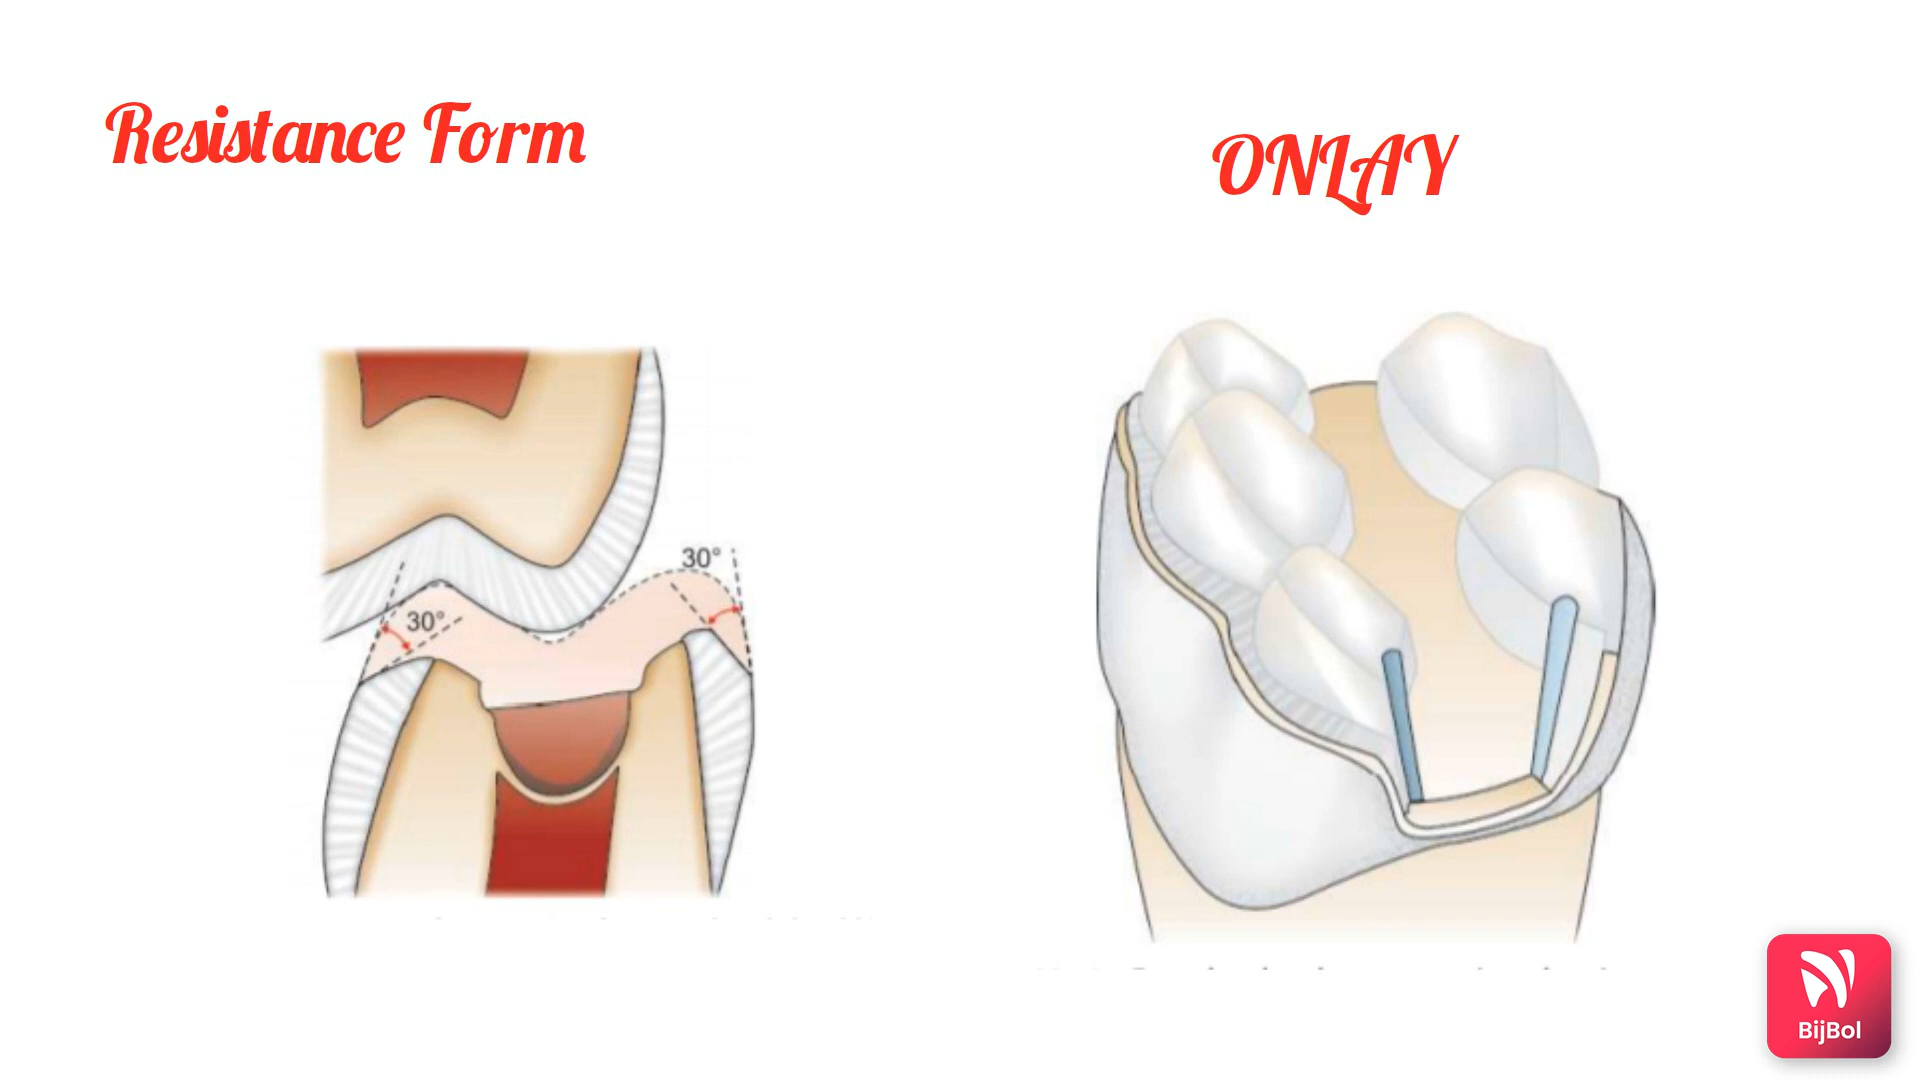 Resistance Form
ONLAY
30°
30°
BijBol